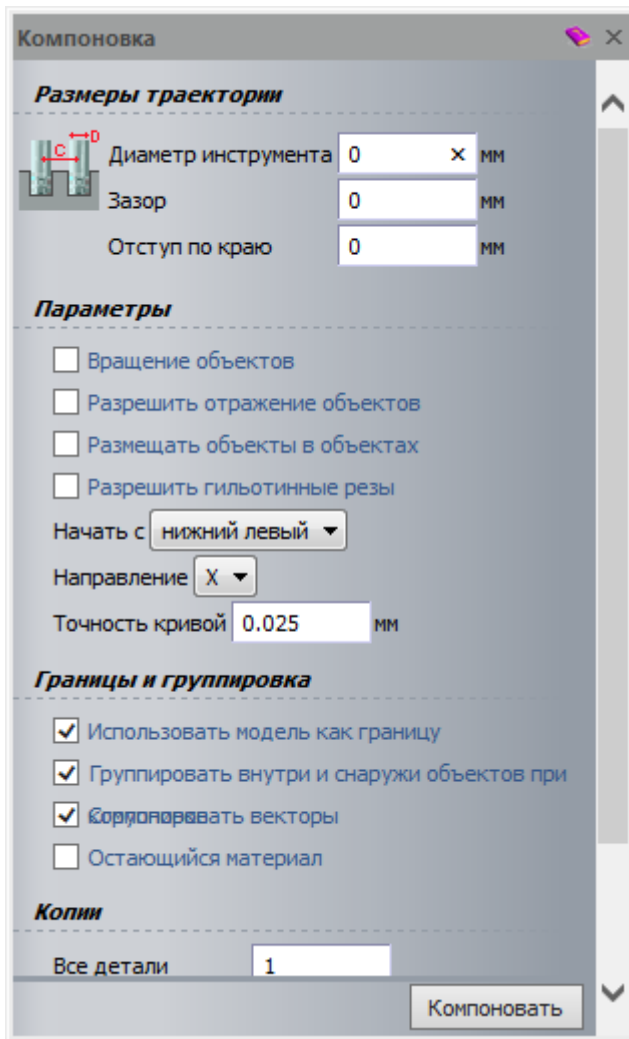 Компоновка
Размеры траектории
D
C
Диаметр инструмента 0 мм
Зазор 0 мм
Отступ по краю 0 мм
Параметры
Вращение объектов
Разрешить отражение объектов
Размещать объекты в объектах
Разрешить гильотинные резы
Начать с нижний левый
Направление X
Точность кривой 0.025 мм
Границы и группировка
Использовать модель как границу
Группировать внутри и снаружи объектов при
векторы
Остающийся материал
Копии
Все детали 1
Компоновать